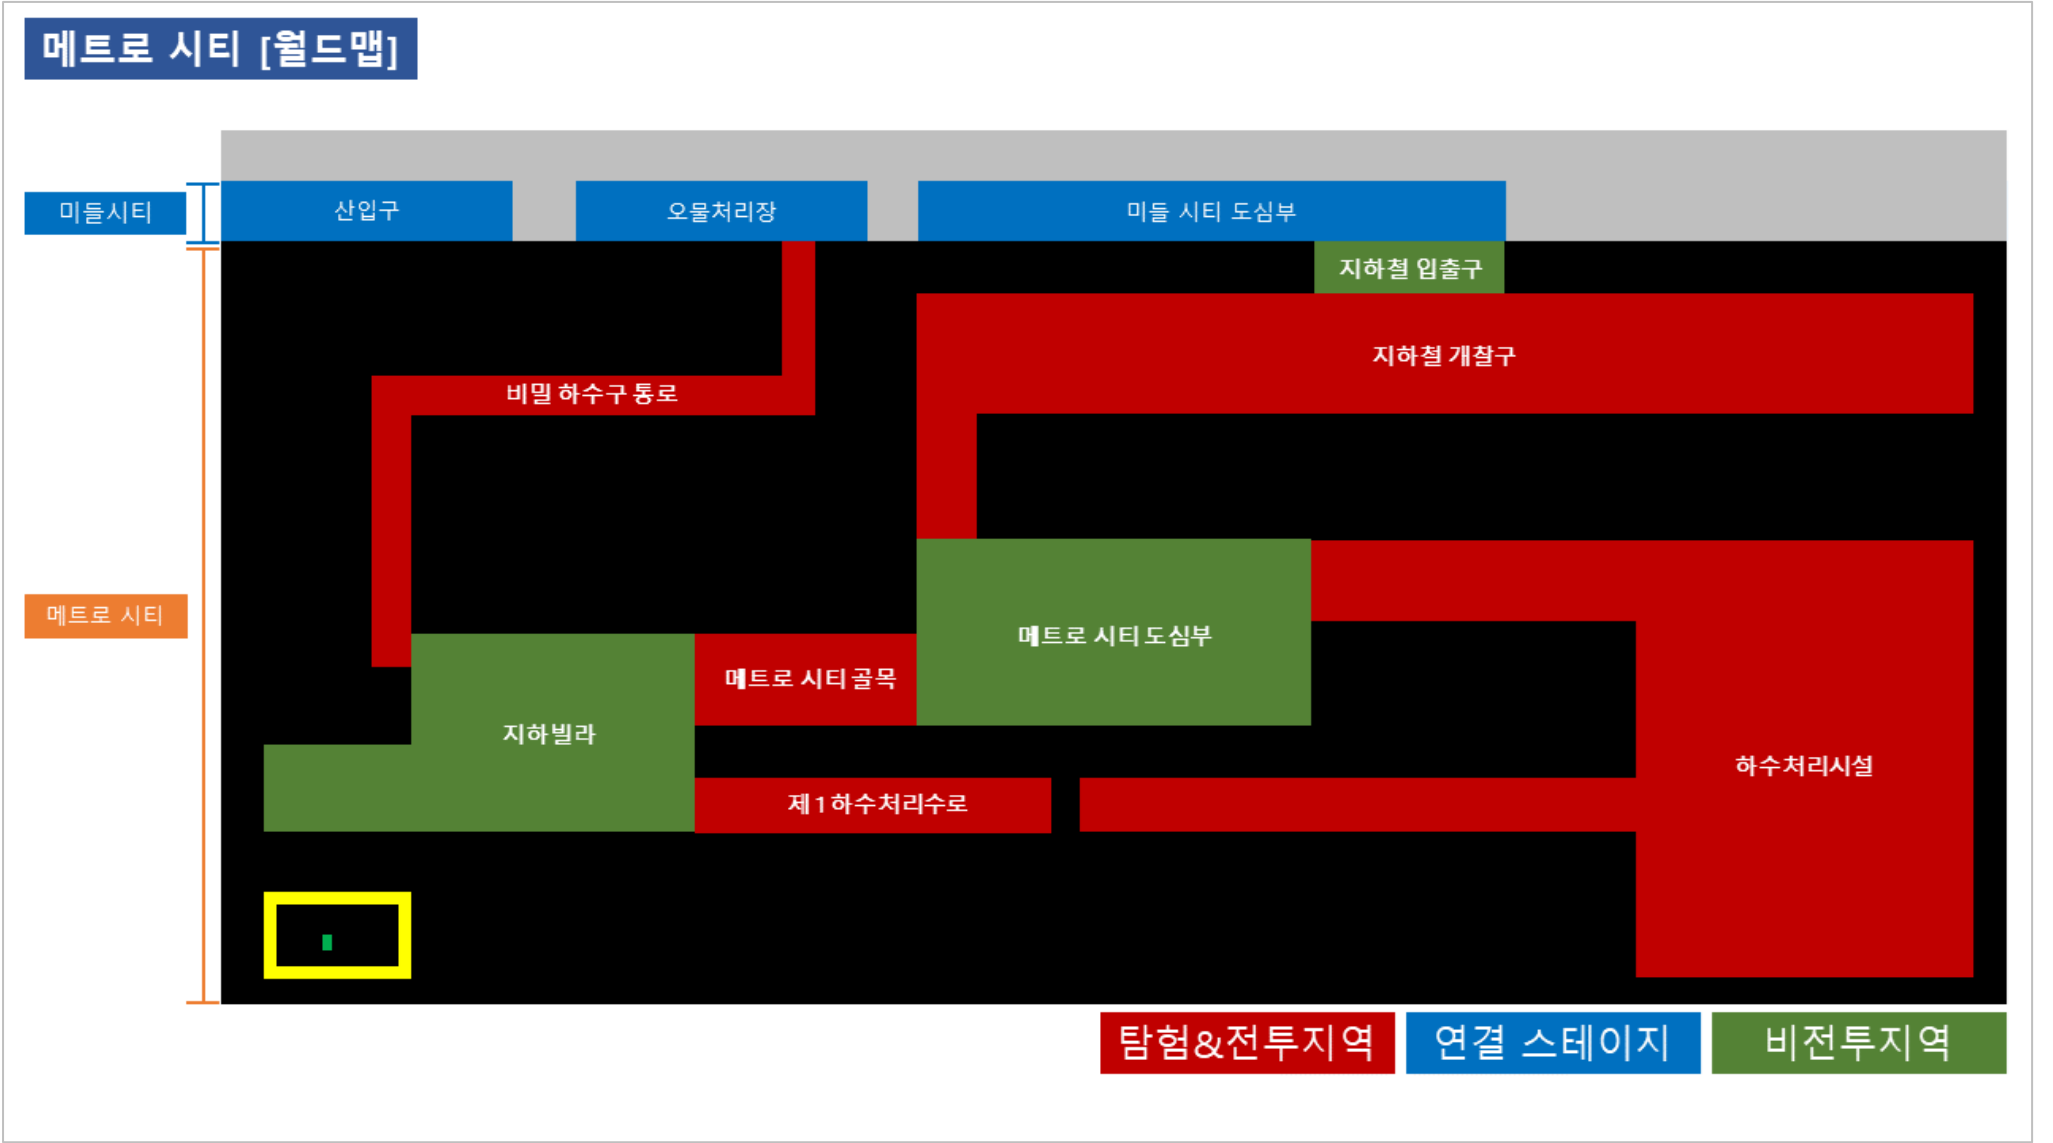 메트로 시티 [월드맵]
미들시티
산입구
오물처리장
미들 시티 도심부
지하철 입출구
지하철 개찰구
비밀 하수구 통로
메트로 시티
메트로 시티 도심부
메트로 시티 골목
지하빌라
하수처리시설
제1하수처리수로
탐험&전투지역
연결 스테이지
비전투지역